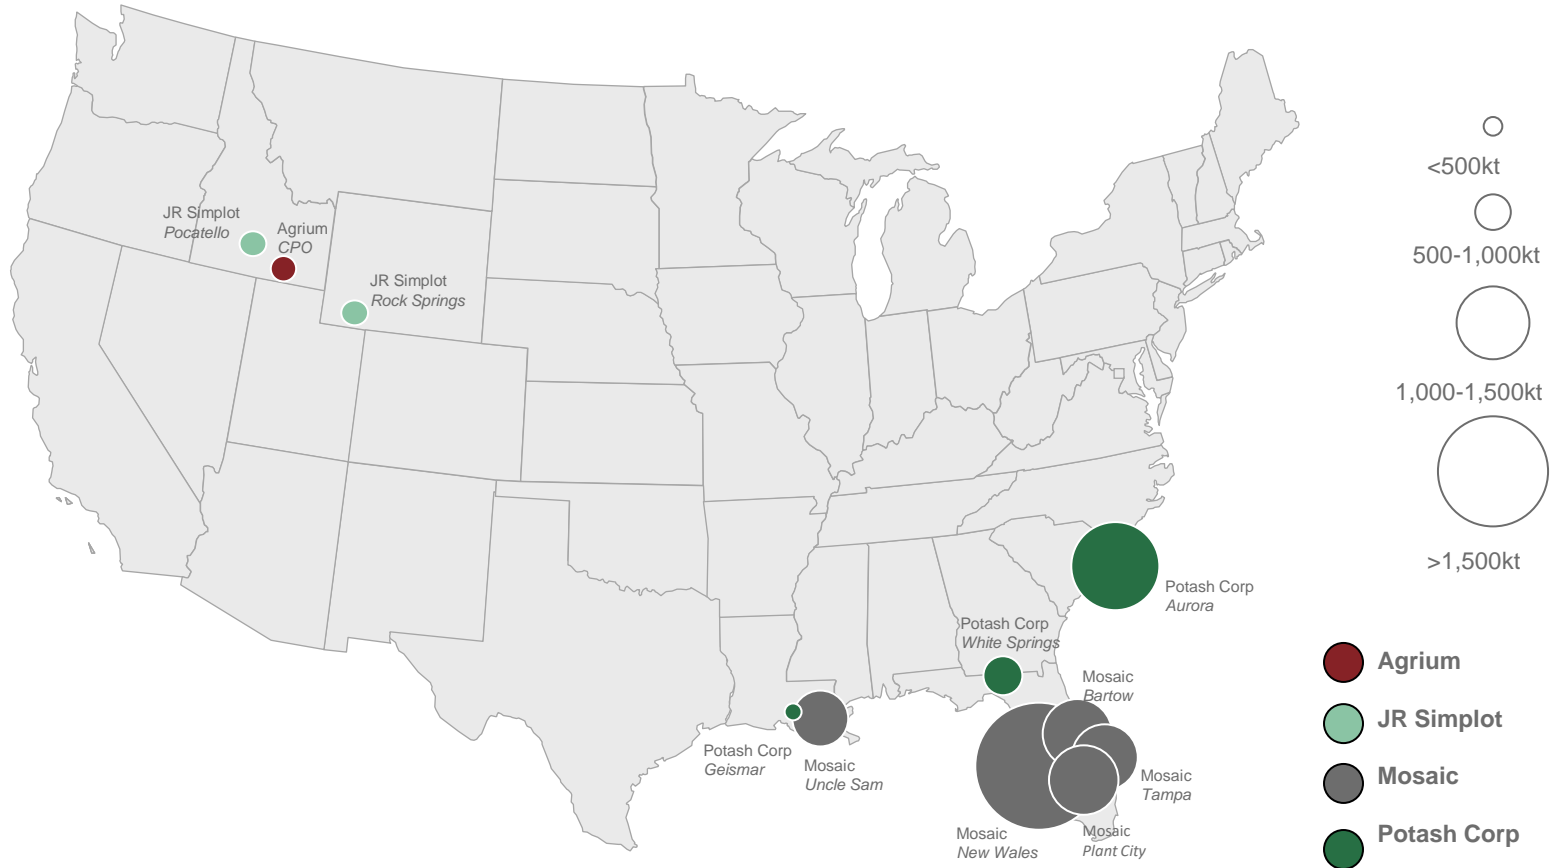 JR Simplot
Pocatello
Agrium
CPO
JR Simplot
Rock Springs
Potash Corp
Aurora
Potash Corp
White Springs
Mosaic
Bartow
Potash Corp
Geismar
Mosaic
Uncle Sam
Mosaic
Tampa
Mosaic
New Wales
Mosaic
Plant City
<500kt
500-1,000kt
1,000-1,500kt
>1,500kt
Agrium
JR Simplot
Mosaic
Potash Corp